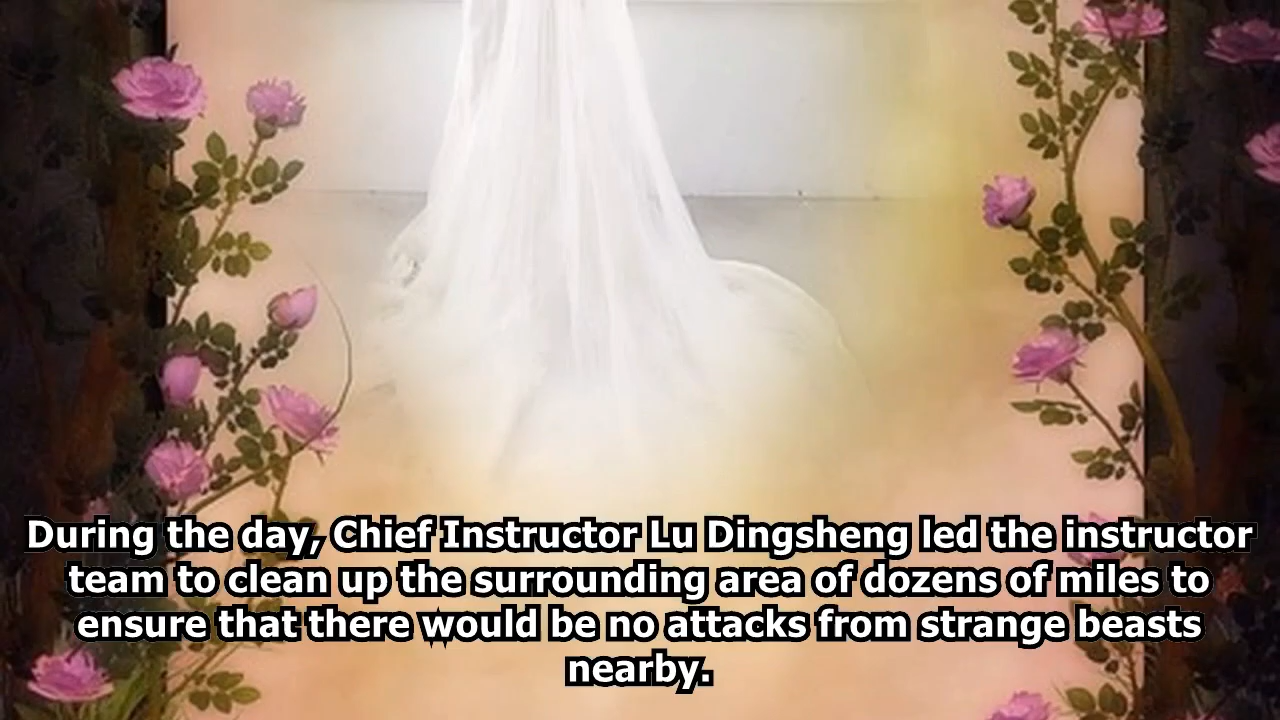 During the day, Chief Instructor Lu Dingsheng led the instructor
team to clean up the surrounding area of dozens of miles to
ensure that there would be no attacks from strange beasts
nearby.